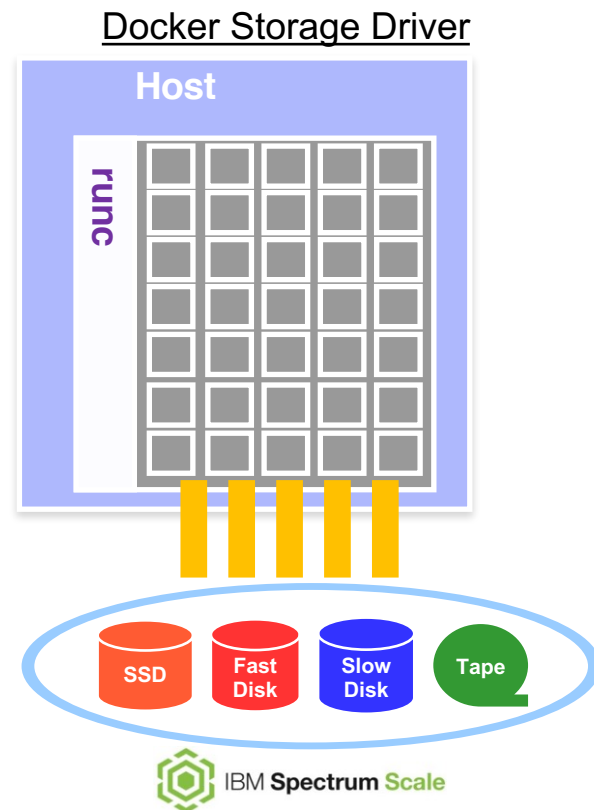 Docker Storage Driver
Host
runc
SSD
Fast
Disk
Slow
Disk
Tape
IBM Spectrum Scale